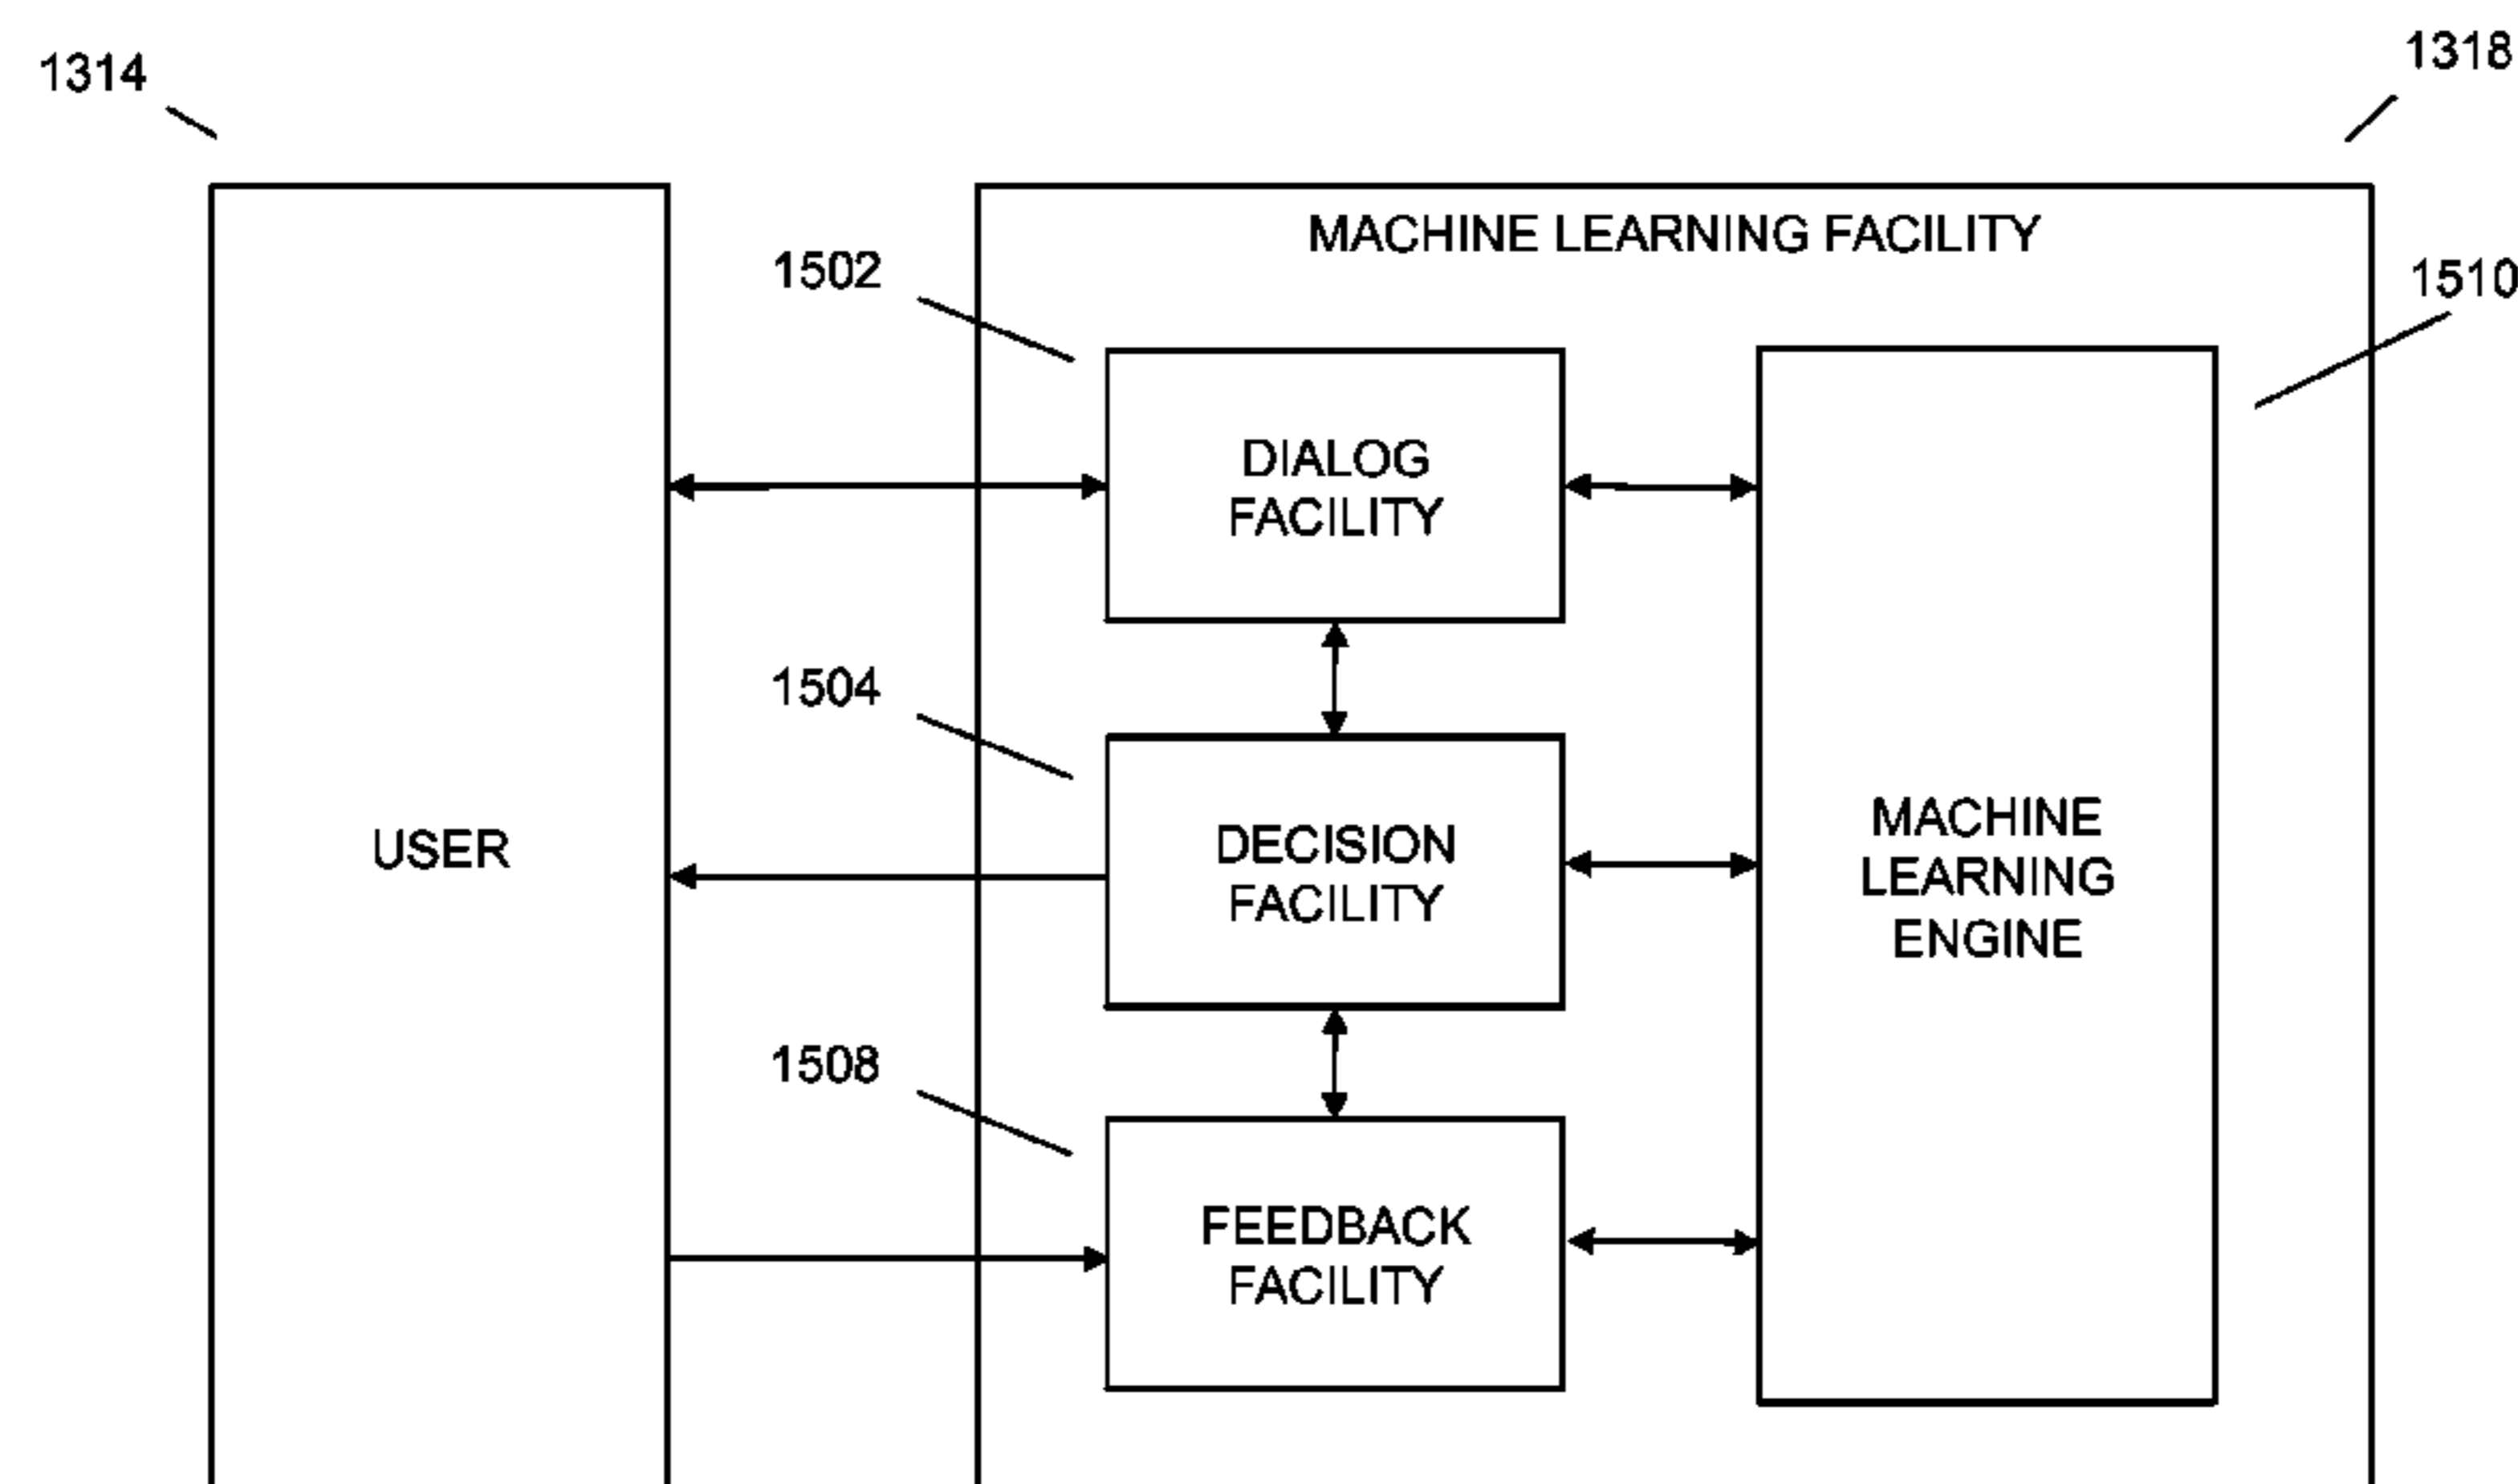 1314
1318
MACHINE LEARNING FACILITY
1502
1510
DIALOG
FACILITY
1504
USER
DECISION
FACILITY
MACHINE
LEARNING
ENGINE
1508
FEEDBACK
FACILITY